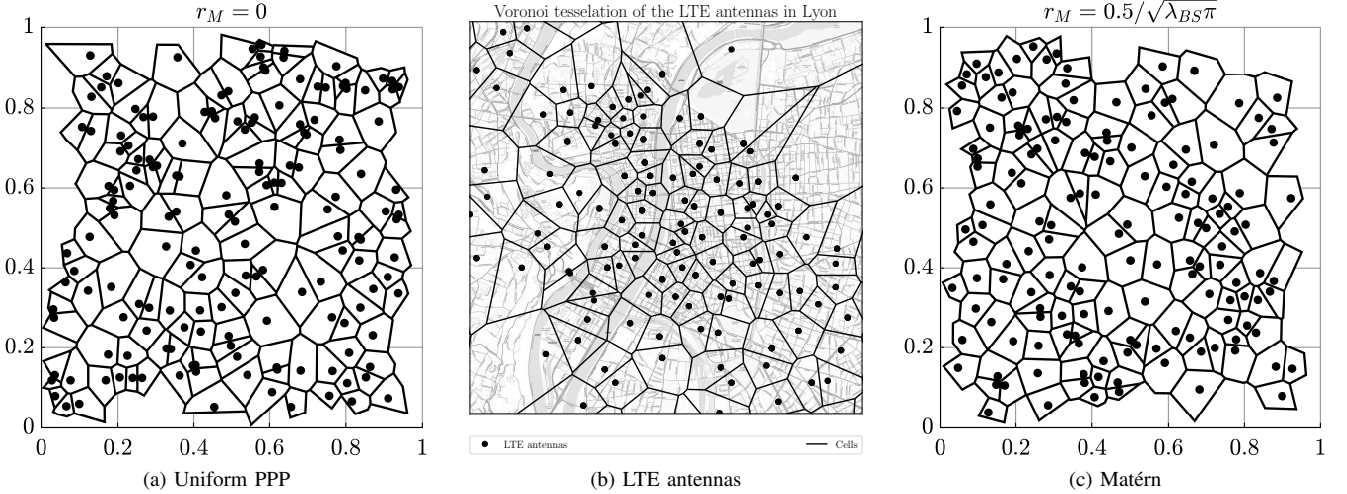 r_M = 0
1
0.8
0.6
0.4
0.2
0
0 0.2 0.4 0.6 0.8 1
(a) Uniform PPP
Voronoi tesselation of the LTE antennas in Lyon
LTE antennas
Cells
(b) LTE antennas
r_M = 0.5/√λ_BSπ
1
0.8
0.6
0.4
0.2
0
0 0.2 0.4 0.6 0.8 1
(c) Matérn